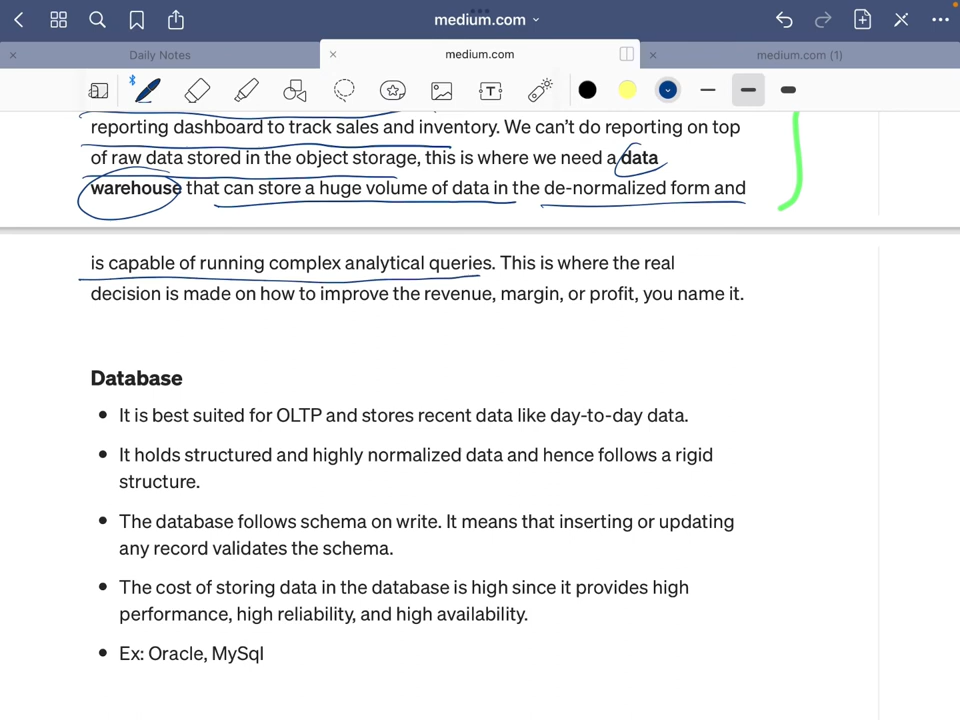 medium.com
Daily Notes
medium.com
medium.com (1)
reporting dashboard to track sales and inventory. We can't do reporting on top
of raw data stored in the object storage, this is where we need a data
warehouse that can store a huge volume of data in the de-normalized form and
is capable of running complex analytical queries. This is where the real
decision is made on how to improve the revenue, margin, or profit, you name it.
Database
• It is best suited for OLTP and stores recent data like day-to-day data.
• It holds structured and highly normalized data and hence follows a rigid
structure.
• The database follows schema on write. It means that inserting or updating
any record validates the schema.
• The cost of storing data in the database is high since it provides high
performance, high reliability, and high availability.
• Ex: Oracle, MySql